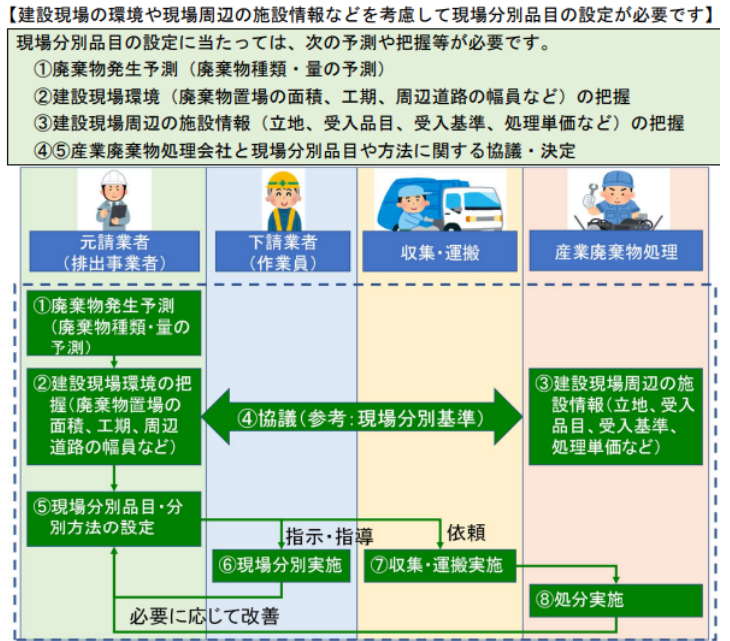 【建設現場の環境や現場周辺の施設情報などを考慮して現場分別品目の設定が必要です】
現場分別品目の設定に当たっては、次の予測や把握等が必要です。
①廃棄物発生予測（廃棄物種類・量の予測）
②建設現場環境（廃棄物置場の面積、工期、周辺道路の幅員など）の把握
③建設現場周辺の施設情報（立地、受入品目、受入基準、処理単価など）の把握
④⑤産業廃棄物処理会社と現場分別品目や方法に関する協議・決定
元請業者
（排出事業者）
下請業者
（作業員）
収集・運搬
産業廃棄物処理
①廃棄物発生予測
（廃棄物種類・量の
予測）
②建設現場環境の把
握（廃棄物置場の
面積、工期、周辺
道路の幅員など）
④協議（参考：現場分別基準）
③建設現場周辺の施
設情報（立地、受入
品目、受入基準、
処理単価など）
⑤現場分別品目・分
別方法の設定
指示・指導
依頼
⑥現場分別実施
⑦収集・運搬実施
⑧処分実施
必要に応じて改善